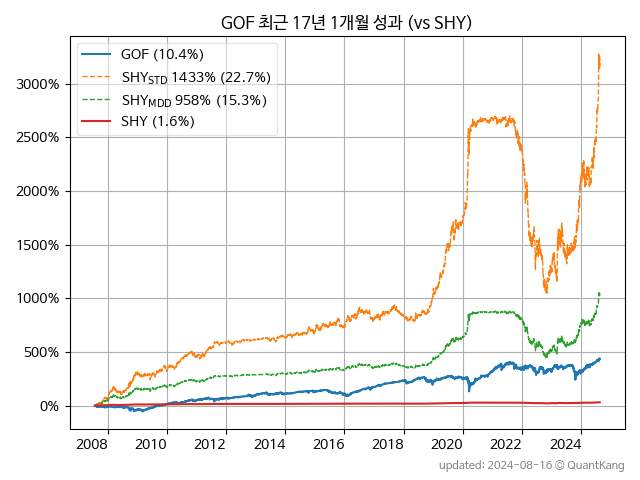 GOF 최근 17년 1개월 성과 (vs SHY)
GOF (10.4%)
SHY_STD 1433% (22.7%)
SHY_MDD 958% (15.3%)
SHY (1.6%)
3000%
2500%
2000%
1500%
1000%
500%
0%
2008 2010 2012 2014 2016 2018 2020 2022 2024
updated: 2024-08-16 © QuantKang